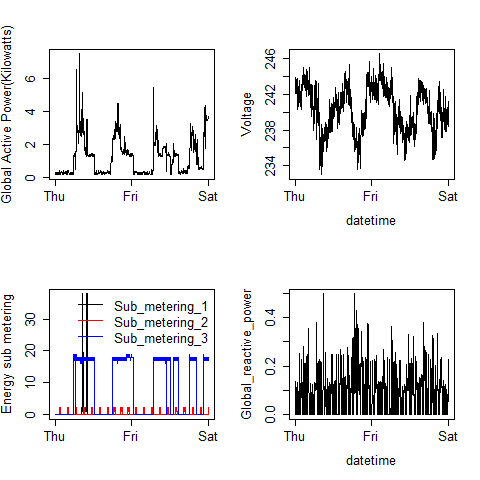 Global Active Power(Kilowatts)
0 2 4 6
Thu Fri Sat
Voltage
234 238 242 246
Thu Fri Sat
datetime
Energy sub metering
0 10 20 30
Sub_metering_1
Sub_metering_2
Sub_metering_3
Thu Fri Sat
Global_reactive_power
0.0 0.2 0.4
Thu Fri Sat
datetime